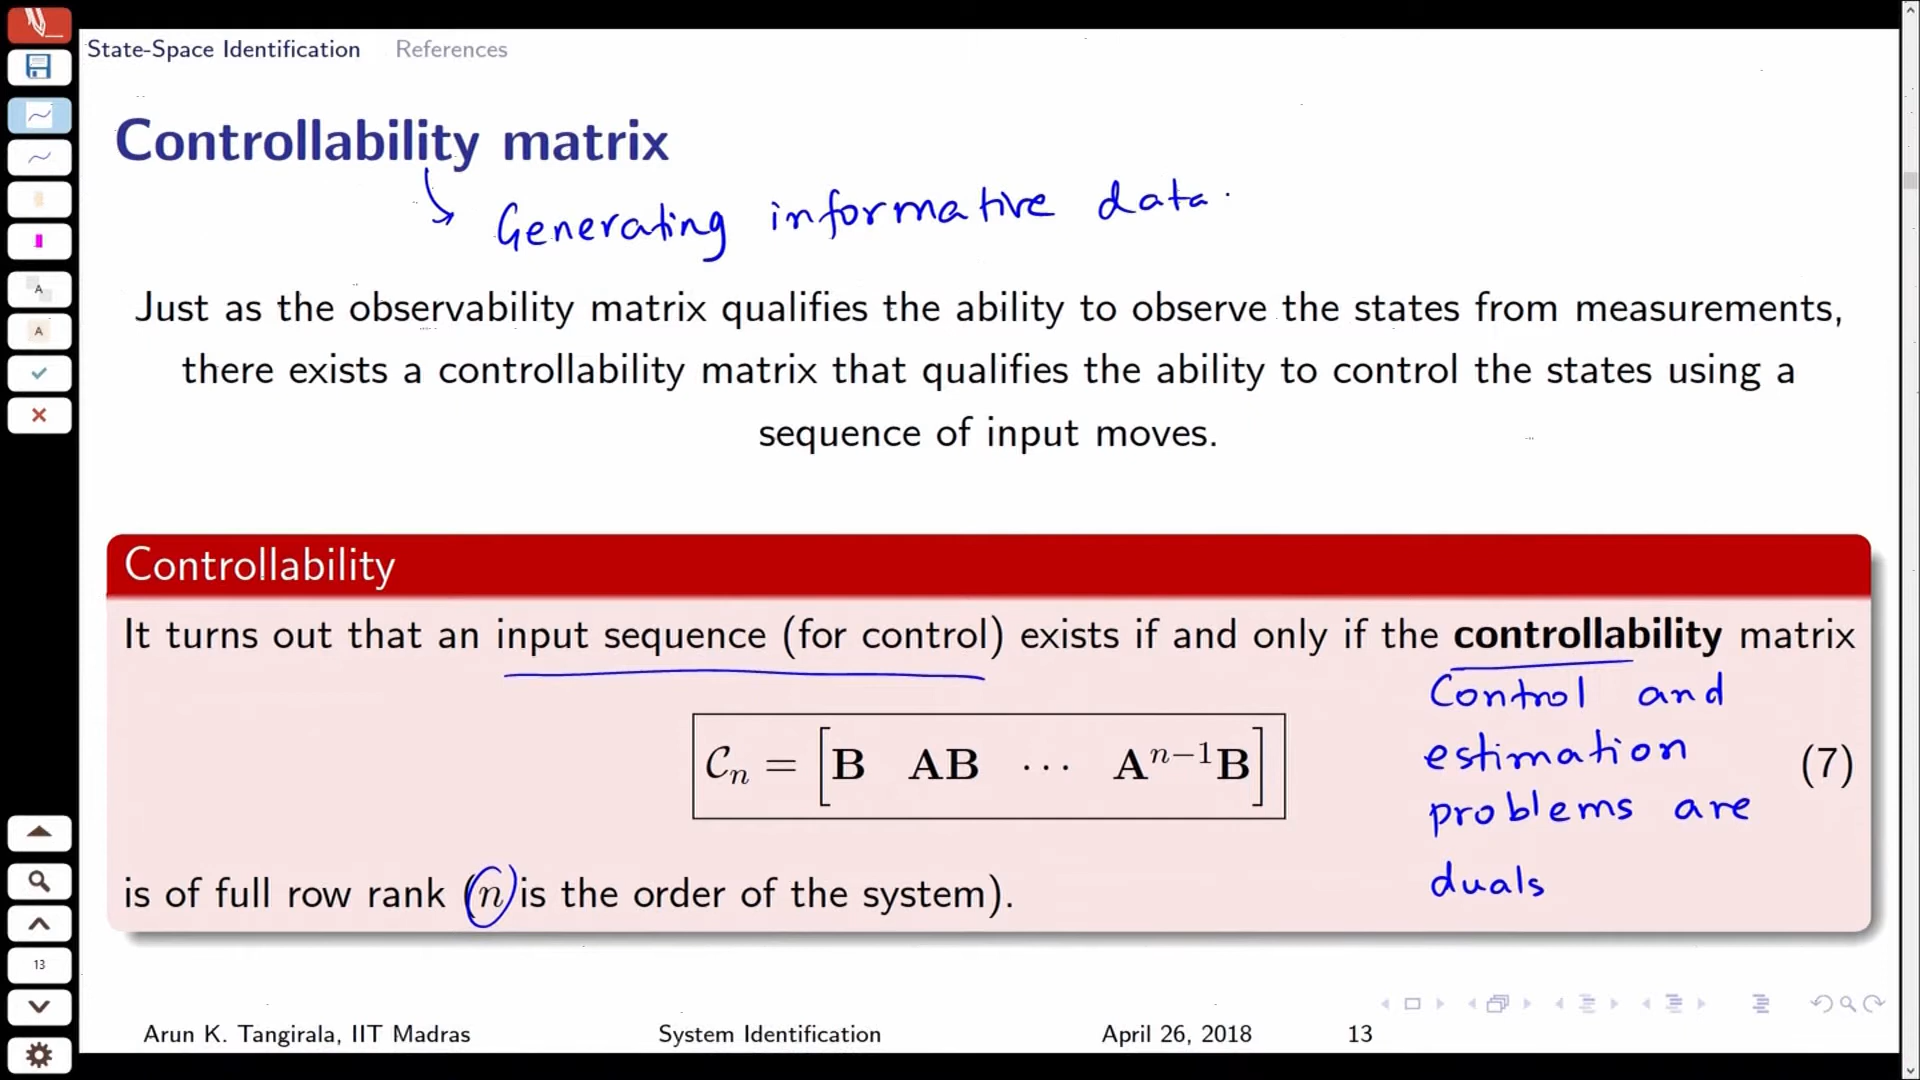 State-Space Identification References
Controllability matrix
Generating informative data.
Just as the observability matrix qualifies the ability to observe the states from measurements,
there exists a controllability matrix that qualifies the ability to control the states using a
sequence of input moves.
Controllability
It turns out that an input sequence (for control) exists if and only if the controllability matrix
Control and
estimation
𝒞ₙ = [B AB ⋯ Aⁿ⁻¹B] (7)
problems are
duals
is of full row rank (n is the order of the system).
13
Arun K. Tangirala, IIT Madras System Identification April 26, 2018 13
A
A